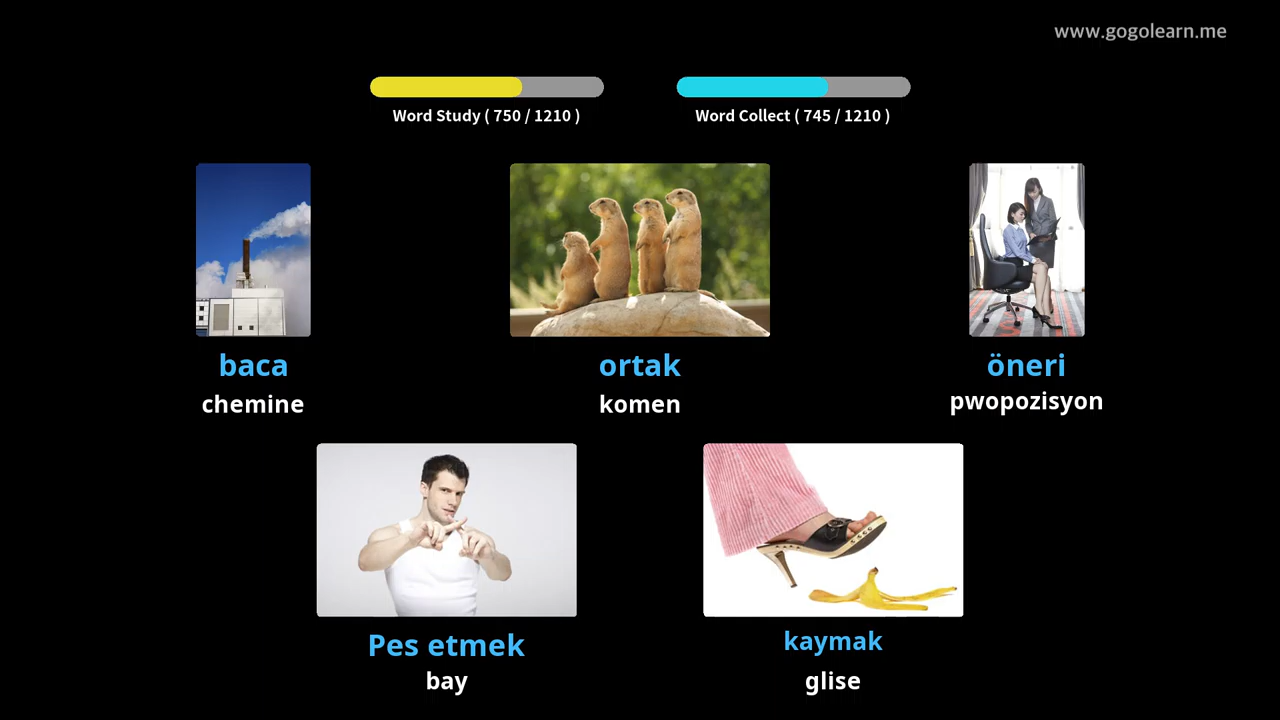 www.gogolearn.me
Word Study ( 750 / 1210 )
Word Collect ( 745 / 1210 )
baca
chemine
ortak
komen
öneri
pwopozisyon
Pes etmek
bay
kaymak
glise